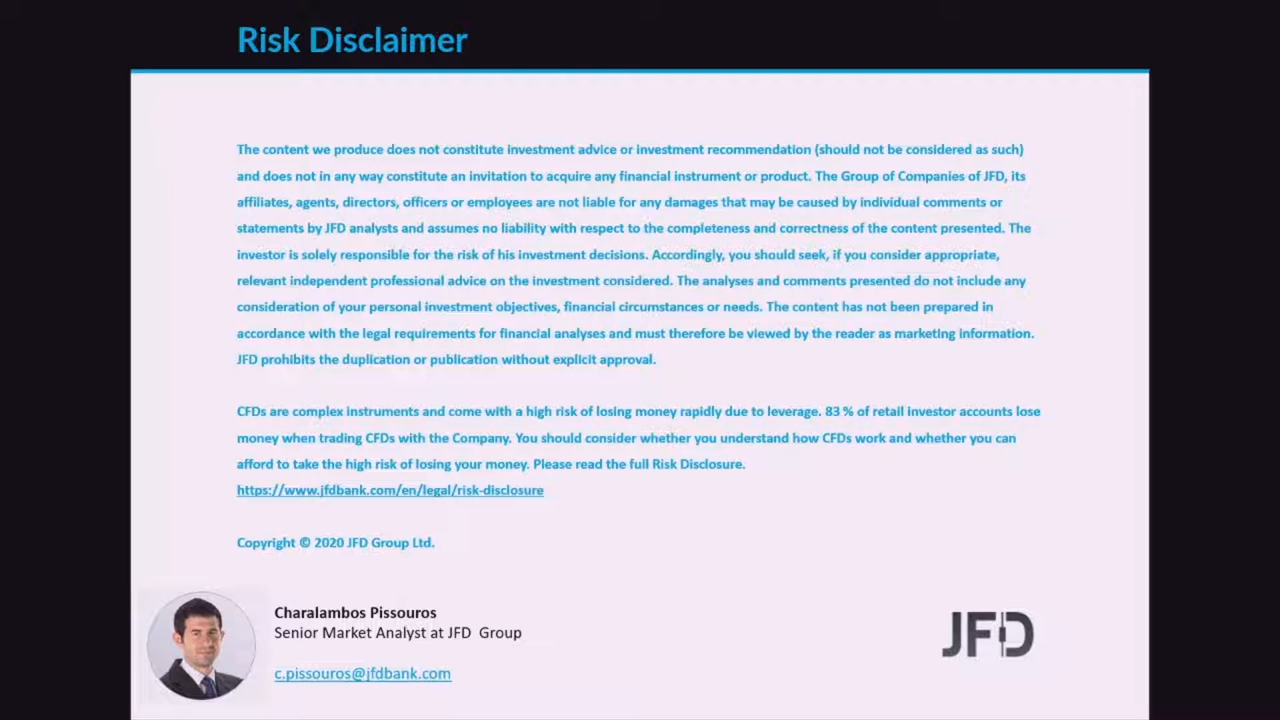 Risk Disclaimer
The content we produce does not constitute investment advice or investment recommendation (should not be considered as such)
and does not in any way constitute an invitation to acquire any financial instrument or product. The Group of Companies of JFD, its
affiliates, agents, directors, officers or employees are not liable for any damages that may be caused by individual comments or
statements by JFD analysts and assumes no liability with respect to the completeness and correctness of the content presented. The
investor is solely responsible for the risk of his investment decisions. Accordingly, you should seek, if you consider appropriate,
relevant independent professional advice on the investment considered. The analyses and comments presented do not include any
consideration of your personal investment objectives, financial circumstances or needs. The content has not been prepared in
accordance with the legal requirements for financial analyses and must therefore be viewed by the reader as marketing information.
JFD prohibits the duplication or publication without explicit approval.
CFDs are complex instruments and come with a high risk of losing money rapidly due to leverage. 83 % of retail investor accounts lose
money when trading CFDs with the Company. You should consider whether you understand how CFDs work and whether you can
afford to take the high risk of losing your money. Please read the full Risk Disclosure.
https://www.jfdbank.com/en/legal/risk-disclosure
Copyright © 2020 JFD Group Ltd.
Charalambos Pissouros
Senior Market Analyst at JFD Group
c.pissouros@jfdbank.com
JFD